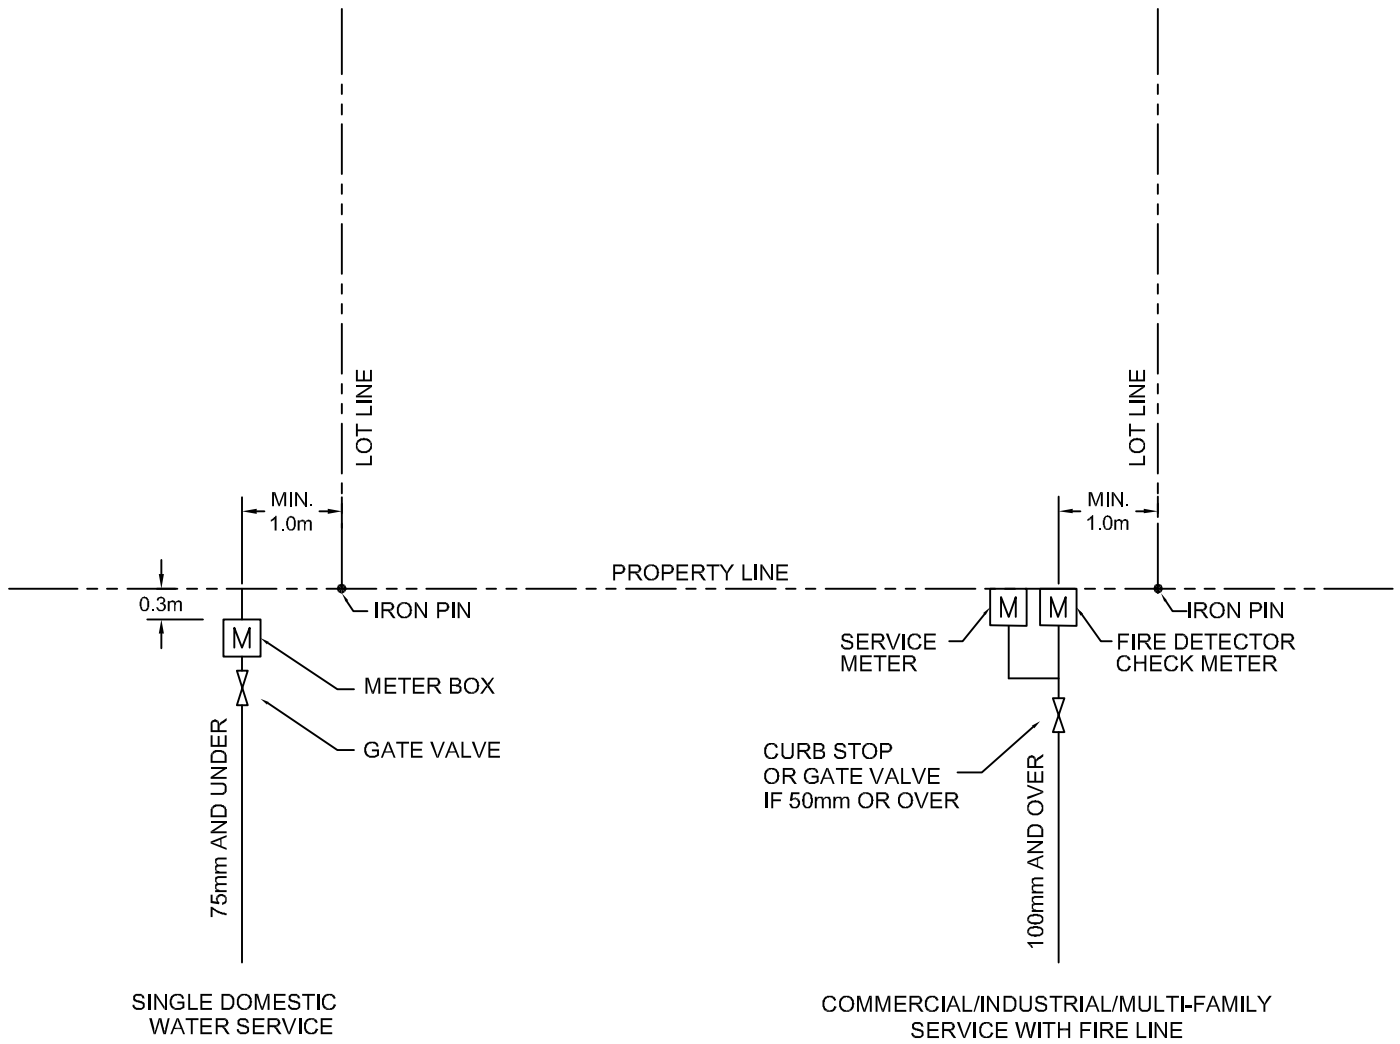 LOT LINE
LOT LINE
MIN.
1.0m
MIN.
1.0m
PROPERTY LINE
0.3m
IRON PIN
IRON PIN
M
M
M
SERVICE
METER
FIRE DETECTOR
CHECK METER
METER BOX
GATE VALVE
75mm AND UNDER
CURB STOP
OR GATE VALVE
IF 50mm OR OVER
100mm AND OVER
SINGLE DOMESTIC
WATER SERVICE
COMMERCIAL/INDUSTRIAL/MULTI-FAMILY
SERVICE WITH FIRE LINE